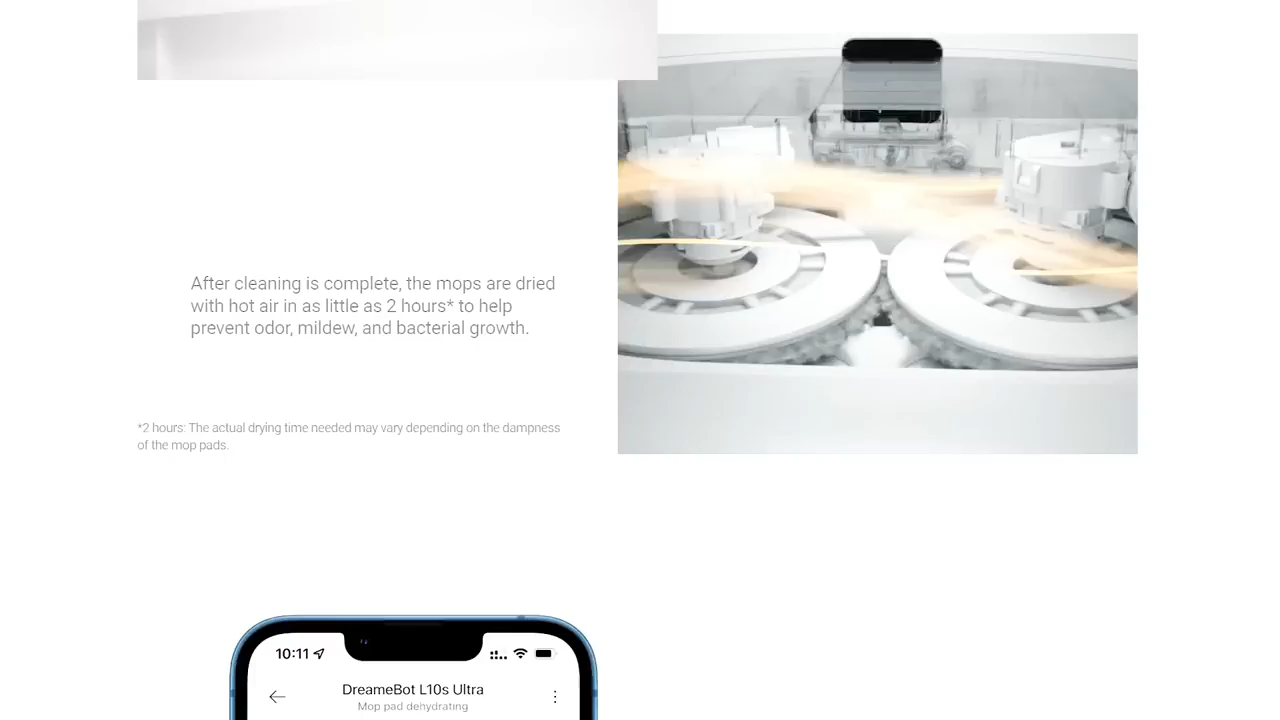 After cleaning is complete, the mops are dried
with hot air in as little as 2 hours* to help
prevent odor, mildew, and bacterial growth.
*2 hours: The actual drying time needed may vary depending on the dampness
of the mop pads.
10:11
DreameBot L10s Ultra
Mop pad dehydrating